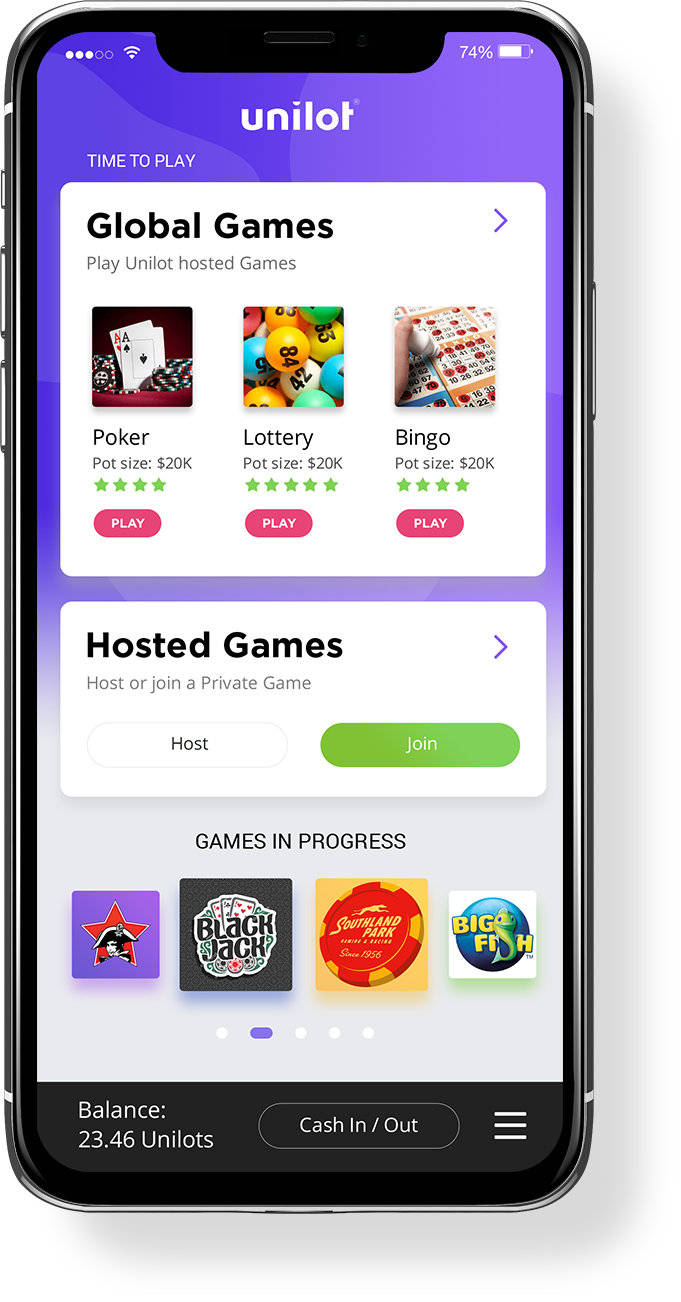 74%
unilot®
TIME TO PLAY
Global Games
Play Unilot hosted Games
Poker
Lottery
Bingo
Pot size: $20K
Pot size: $20K
Pot size: $20K
PLAY
PLAY
PLAY
Hosted Games
Host or join a Private Game
Host
Join
GAMES IN PROGRESS
BLACK
JACK
SOUTHLAND
PARK
GAMING & RACING
Since 1956
BIG
FISH
TM
Balance:
23.46 Unilots
Cash In / Out